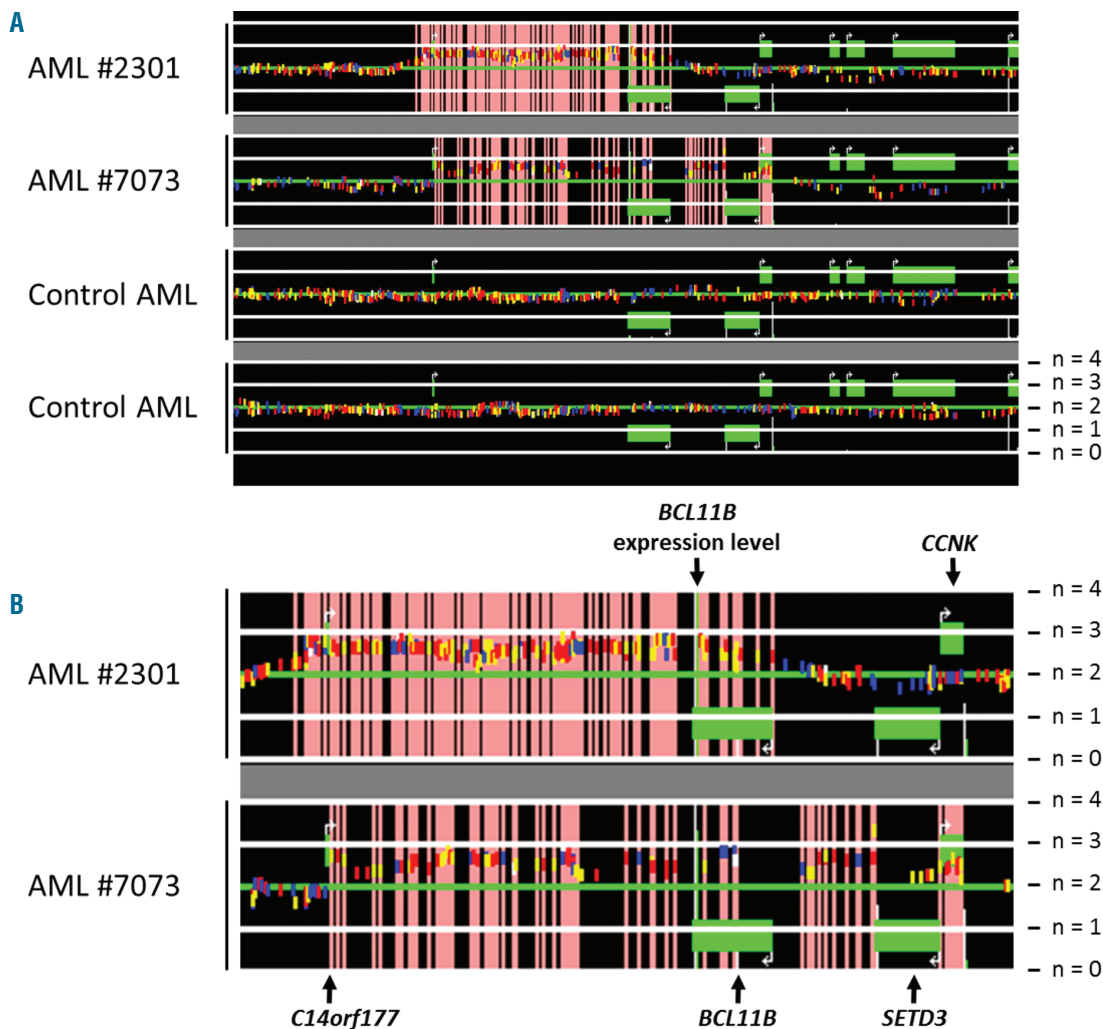 A
AML #2301
AML #7073
Control AML
Control AML
n = 4
n = 3
n = 2
n = 1
n = 0
BCL11B
expression level
CCNK
B
AML #2301
n = 4
n = 3
n = 2
n = 1
n = 0
AML #7073
n = 4
n = 3
n = 2
n = 1
n = 0
C14orf177
BCL11B
SETD3